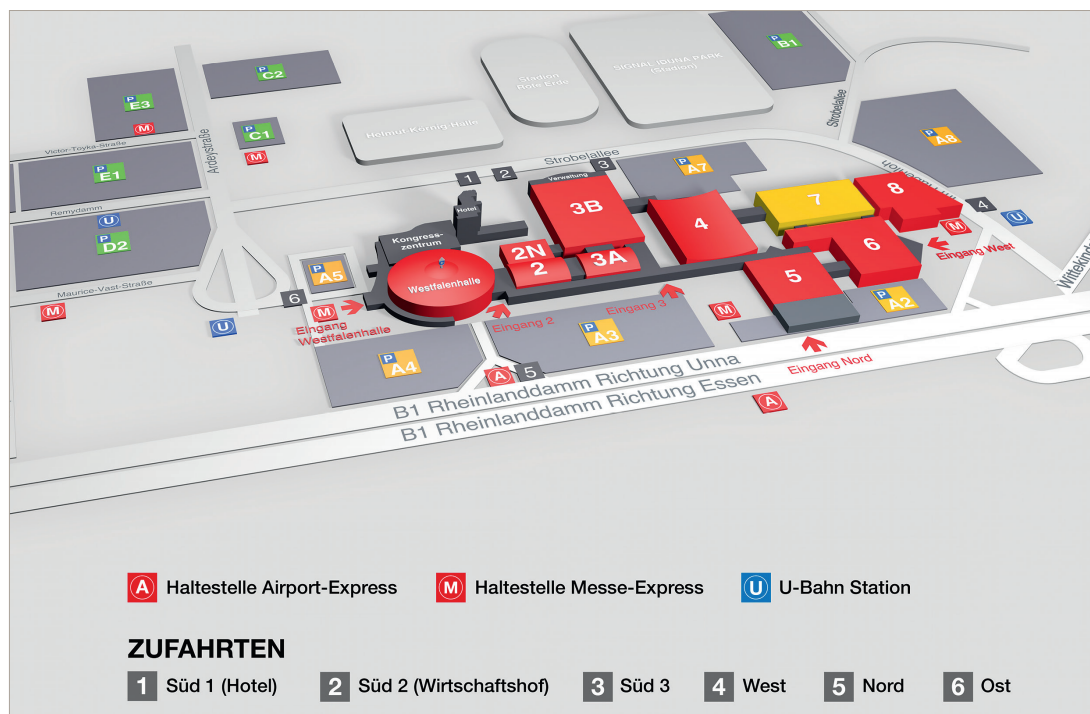 P B1
SIGNAL IDUNA PARK
(Stadion)
Stadion
Rote Erde
P C2
P E3
M
P C1
M
Helmut-Körnig-Halle
Strobelallee
P A8
Victor-Toyka-Straße
Ardeystraße
Strobelallee
P A7
P E1
1
2
3
Verwaltung
Remydamm
U
P D2
Hotel
3B
4
7
8
4
U
M
Eingang West
Kongress-
zentrum
2N
2
3A
6
5
Wittekind
P A5
Westfalenhalle
Maurice-Vast-Straße
M
6
M
U
Eingang
Westfalenhalle
Eingang 2
Eingang 3
M
P A2
P A3
P A4
A
5
Eingang Nord
B1 Rheinlanddamm Richtung Unna
B1 Rheinlanddamm Richtung Essen
A
A Haltestelle Airport-Express
M Haltestelle Messe-Express
U U-Bahn Station
ZUFAHRTEN
1 Süd 1 (Hotel)
2 Süd 2 (Wirtschaftshof)
3 Süd 3
4 West
5 Nord
6 Ost